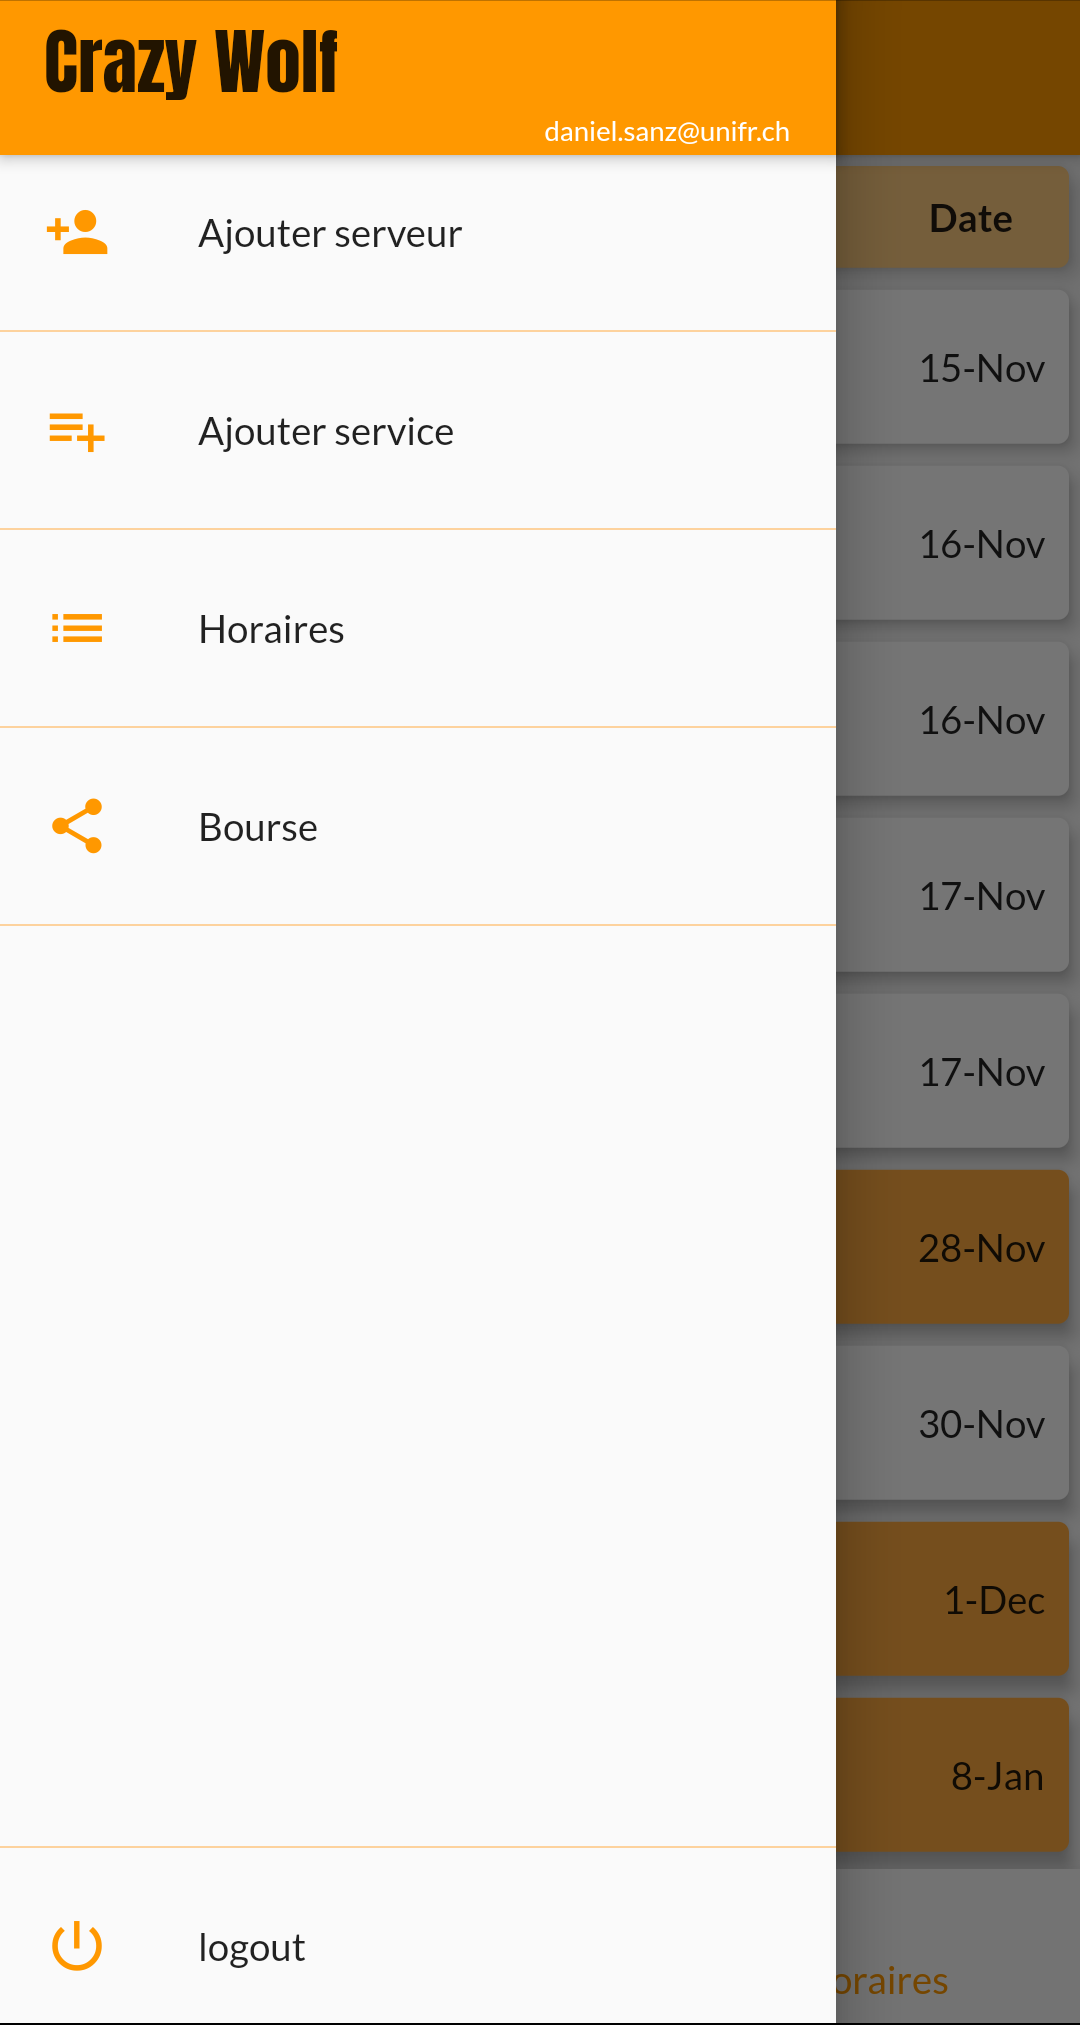 Crazy Wolf
daniel.sanz@unifr.ch
Ajouter serveur
Ajouter service
Horaires
Bourse
logout
Date
15-Nov
16-Nov
16-Nov
17-Nov
17-Nov
28-Nov
30-Nov
1-Dec
8-Jan
oraires